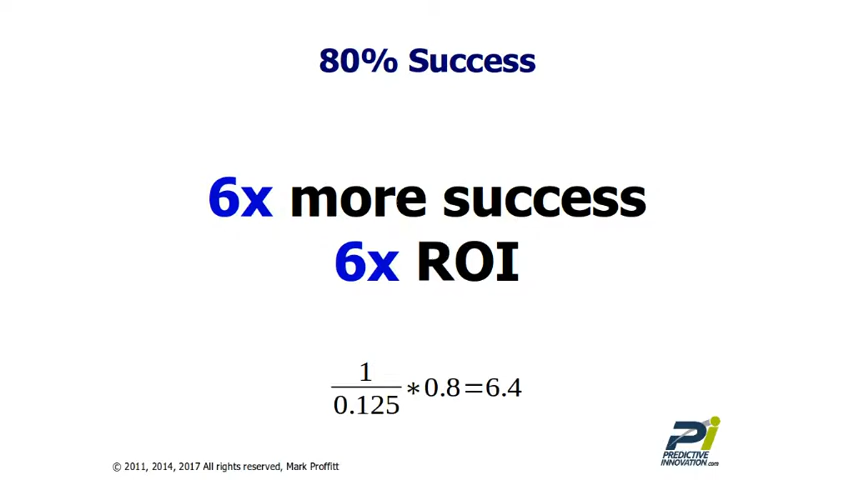 80% Success
6x more success
6x ROI
1
0.125
∗0.8=6.4
Pi
PREDICTIVE
INNOVATION.com
© 2011, 2014, 2017 All rights reserved, Mark Proffitt